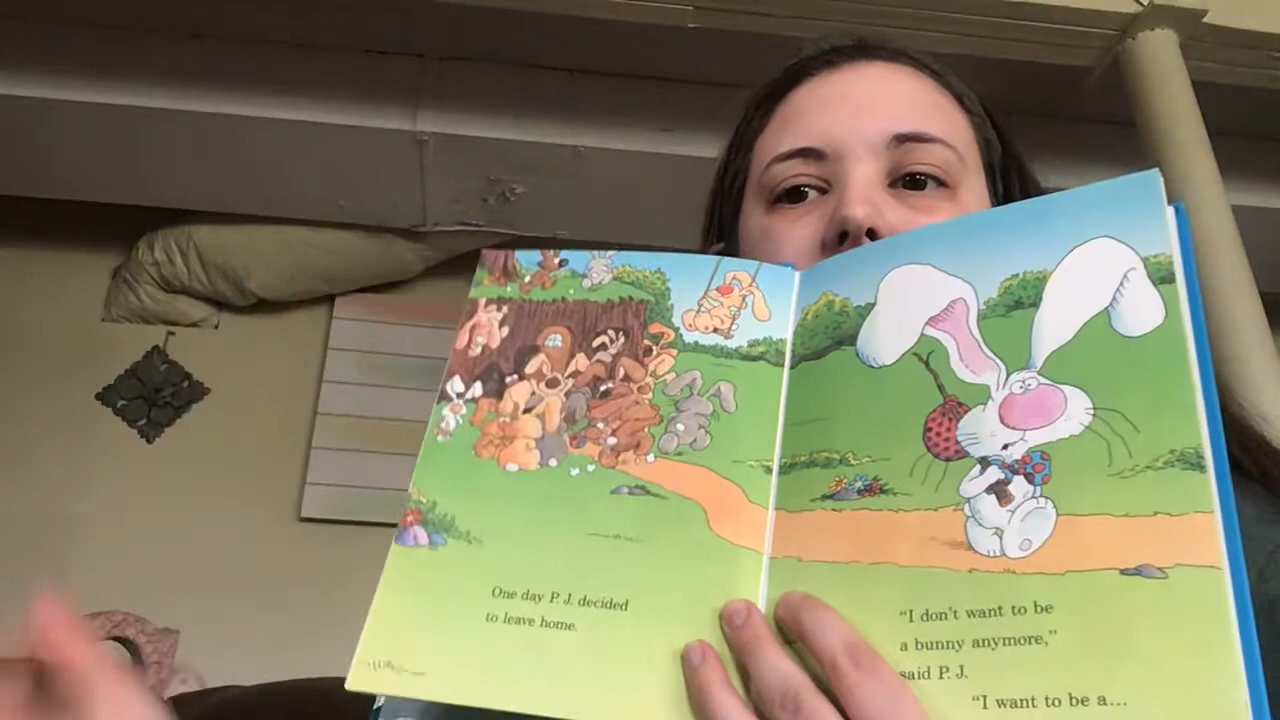 One day P. J. decided
to leave home.
"I don't want to be
a bunny anymore,"
said P. J.
"I want to be a...